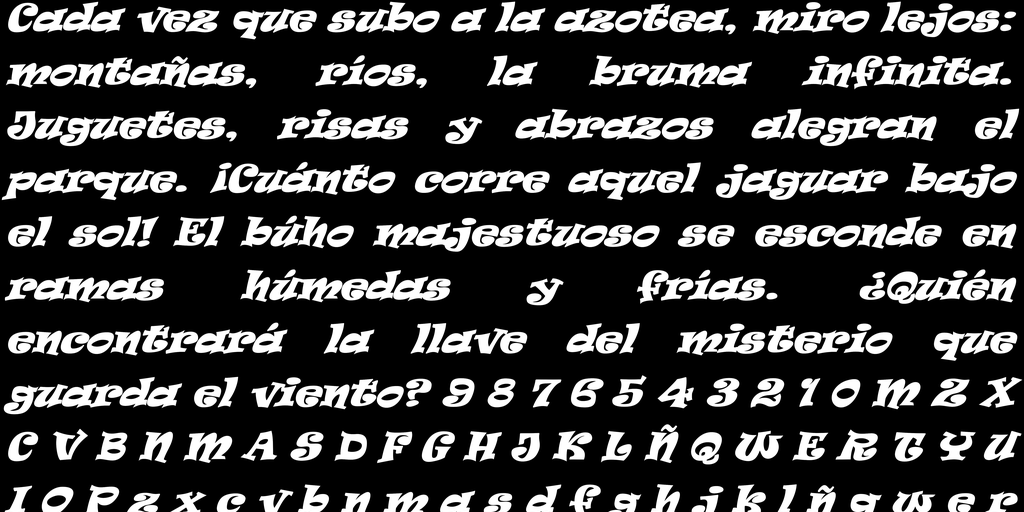 Cada vez que subo a la azotea, miro lejos:
montañas, ríos, la bruma infinita.
Juguetes, risas y abrazos alegran el
parque. ¡Cuánto corre aquel jaguar bajo
el sol! El búho majestuoso se esconde en
ramas húmedas y frías. ¿Quién
encontrará la llave del misterio que
guarda el viento? 9 8 7 6 5 4 3 2 1 0 M Z X
C V B N M A S D F G H J K L Ñ Q W E R T Y U
I O P z x c v b n m a s d f g h j k l ñ q w e r